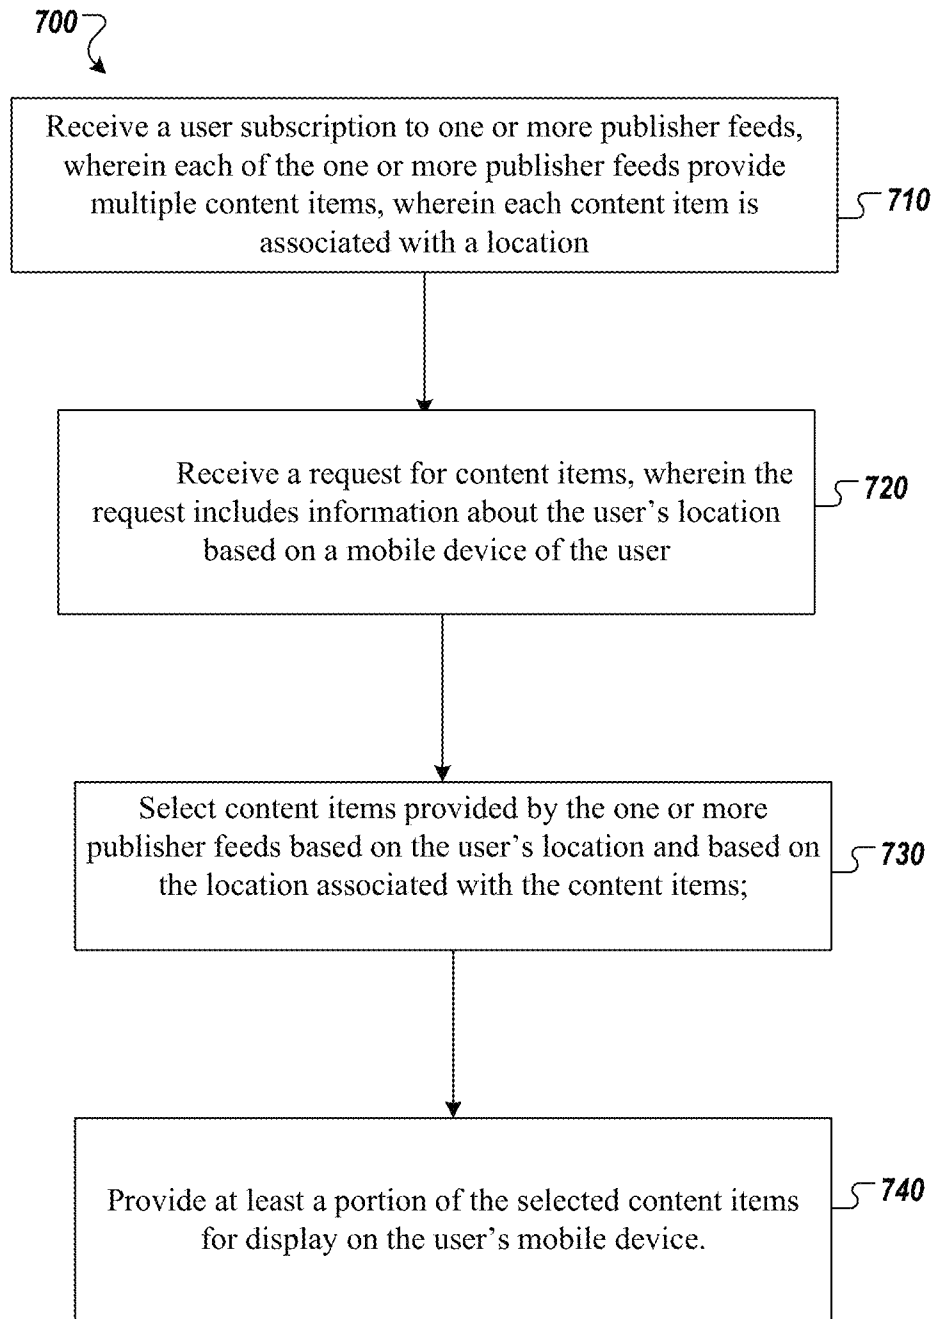 700
Receive a user subscription to one or more publisher feeds,
wherein each of the one or more publisher feeds provide
multiple content items, wherein each content item is
associated with a location
710
Receive a request for content items, wherein the
request includes information about the user's location
based on a mobile device of the user
720
Select content items provided by the one or more
publisher feeds based on the user's location and based on
the location associated with the content items;
730
Provide at least a portion of the selected content items
for display on the user's mobile device.
740